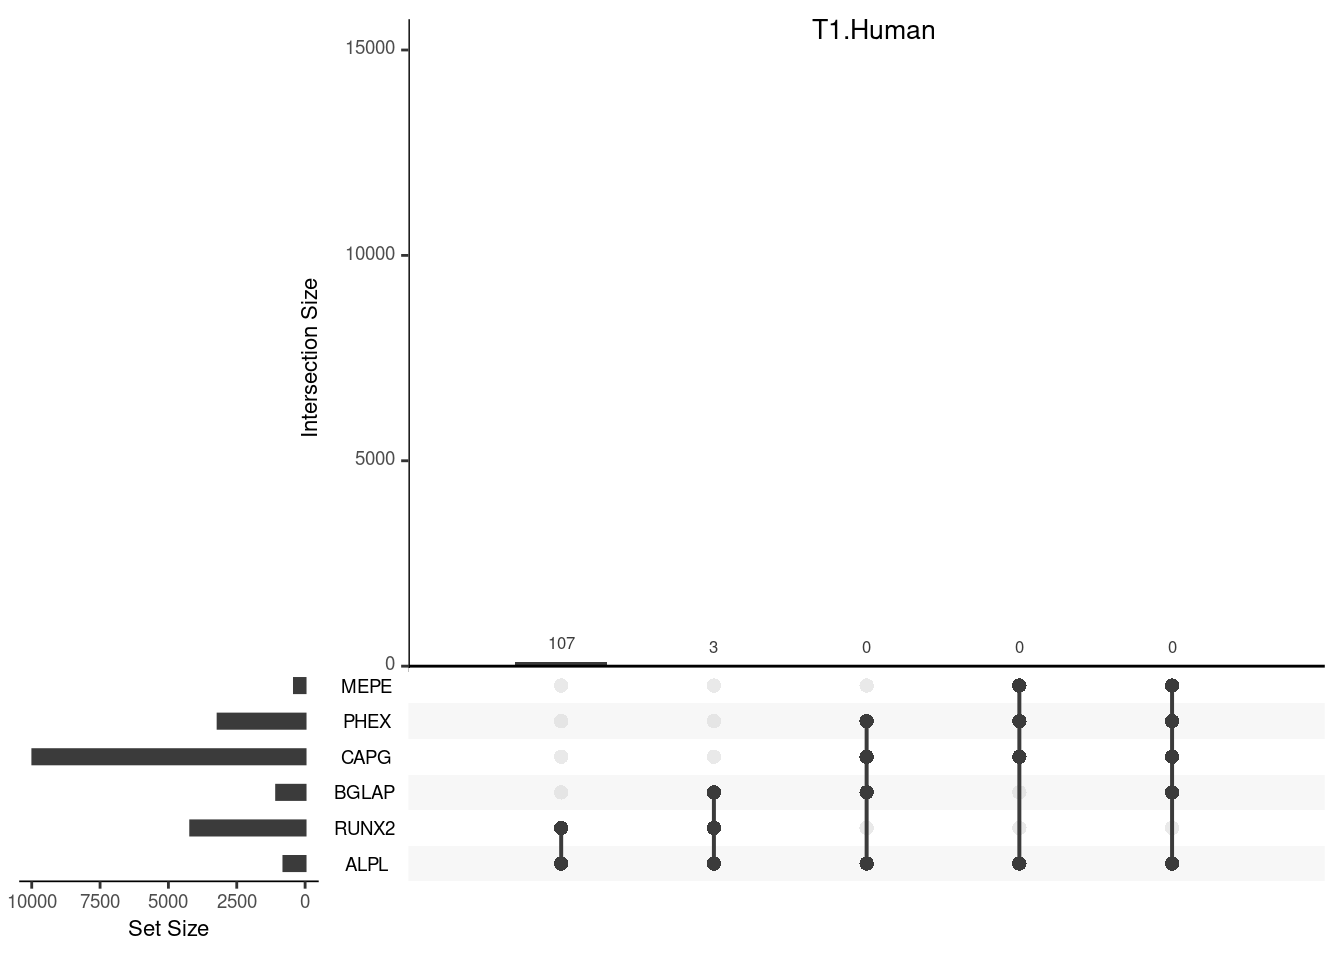 T1.Human
15000
10000
5000
0
Intersection Size
107 3 0 0 0
MEPE
PHEX
CAPG
BGLAP
RUNX2
ALPL
10000 7500 5000 2500 0
Set Size